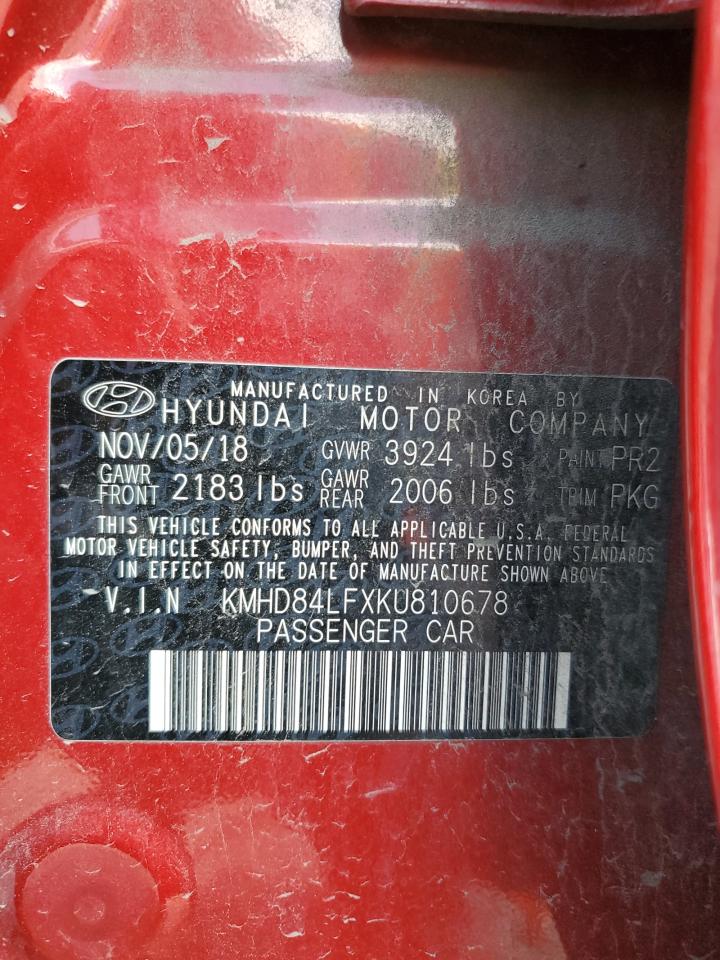 MANUFACTURED IN KOREA BY
HYUNDAI MOTOR COMPANY
NOV/05/18 GVWR 3924 lbs PAINT PR2
GAWR FRONT 2183 lbs GAWR REAR 2006 lbs TRIM PKG
THIS VEHICLE CONFORMS TO ALL APPLICABLE U.S.A. FEDERAL
MOTOR VEHICLE SAFETY, BUMPER, AND THEFT PREVENTION STANDARDS
IN EFFECT ON THE DATE OF MANUFACTURE SHOWN ABOVE
V.I.N KMHD84LFXKU810678
PASSENGER CAR